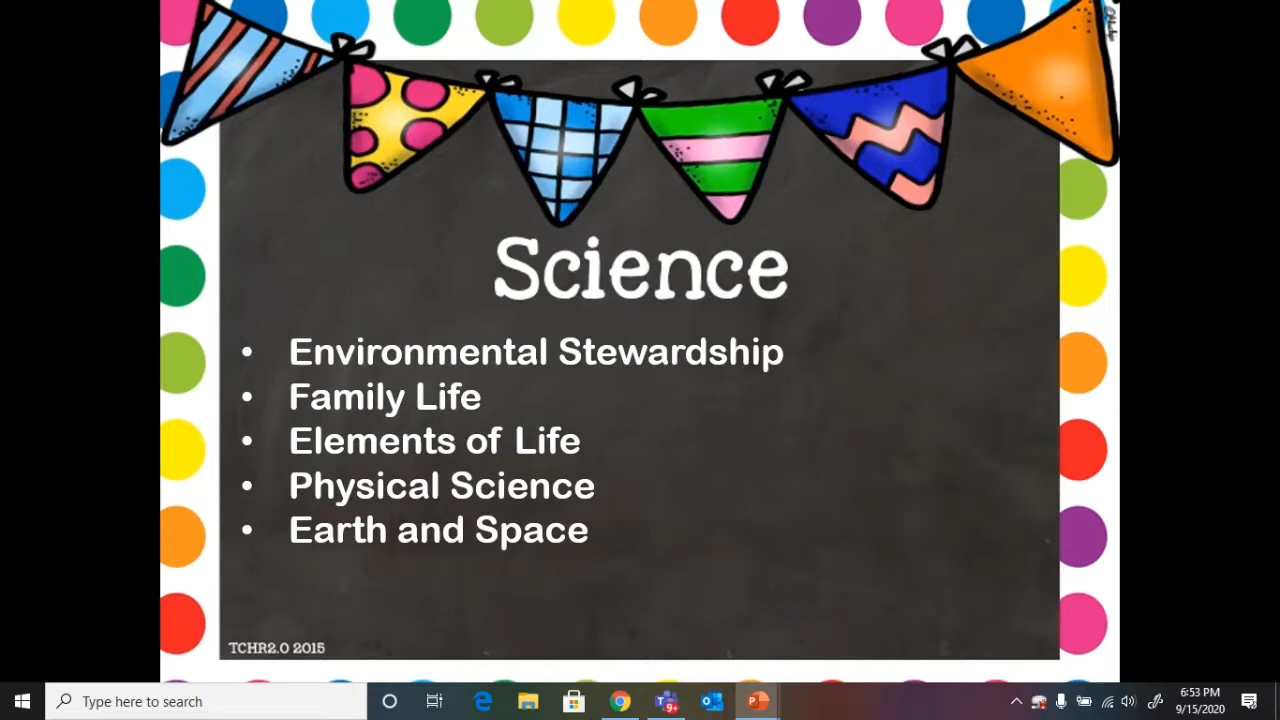 Science
• Environmental Stewardship
• Family Life
• Elements of Life
• Physical Science
• Earth and Space
TCHR2.0 2015
Type here to search
9+
6:53 PM
9/15/2020